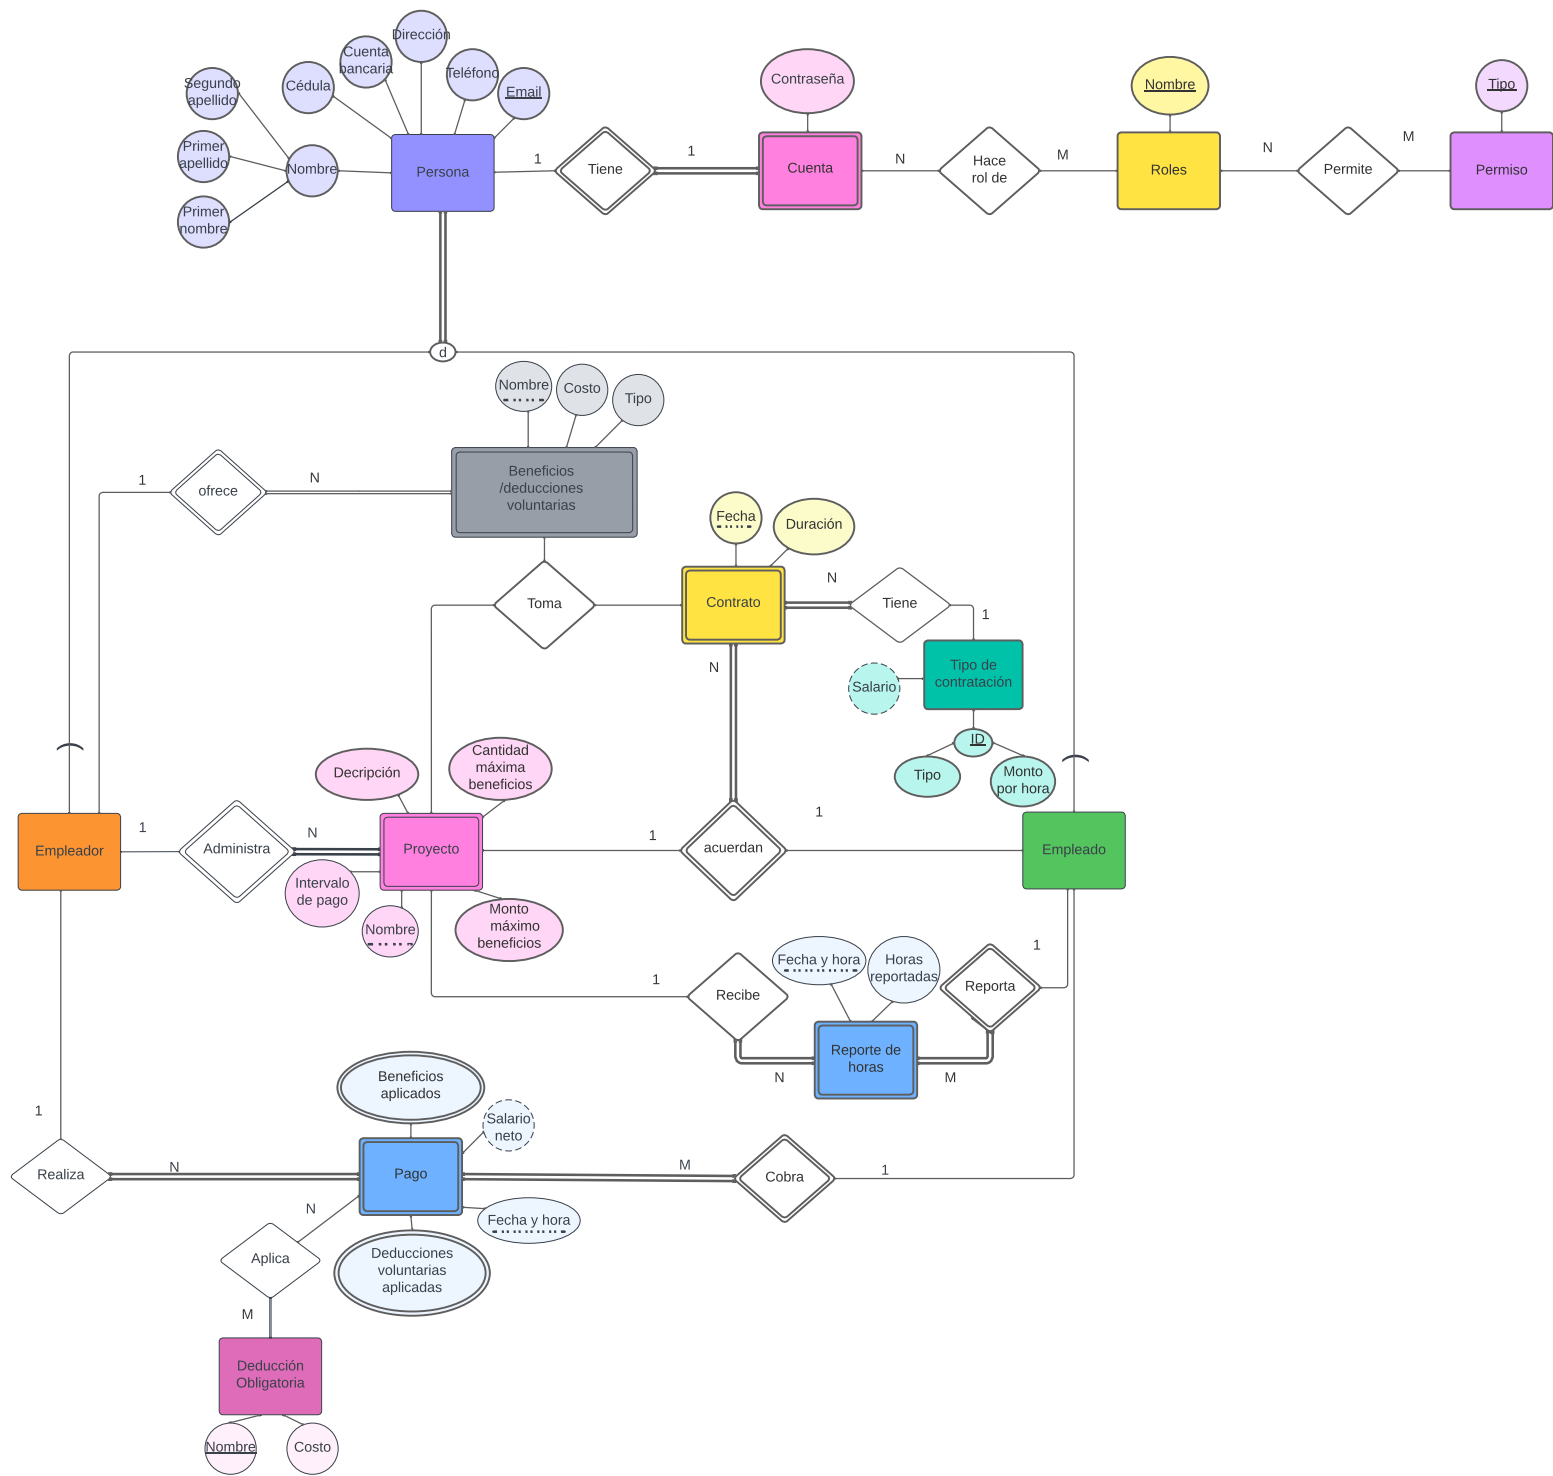 Dirección
Cuenta
bancaria
Teléfono
Email
Cédula
Segundo
apellido
Primer
apellido
Nombre
Primer
nombre
Persona
1
Tiene
1
Contraseña
Cuenta
N
Hace
rol de
M
Nombre
Roles
N
Permite
M
Tipo
Permiso
d
Nombre
Costo
Tipo
1
ofrece
N
Beneficios
/deducciones
voluntarias
Toma
Fecha
Duración
Contrato
N
Tiene
1
N
Tipo de
contratación
Salario
ID
Tipo
Monto
por hora
Decripción
Cantidad
máxima
beneficios
Empleador
1
Administra
N
Proyecto
1
acuerdan
1
Empleado
Intervalo
de pago
Nombre
Monto
máximo
beneficios
1
Recibe
N
Fecha y hora
Horas
reportadas
Reporta
1
Reporte de
horas
M
Beneficios
aplicados
Salario
neto
1
Realiza
N
Pago
M
Cobra
1
N
Fecha y hora
Aplica
Deducciones
voluntarias
aplicadas
M
Deducción
Obligatoria
Nombre
Costo